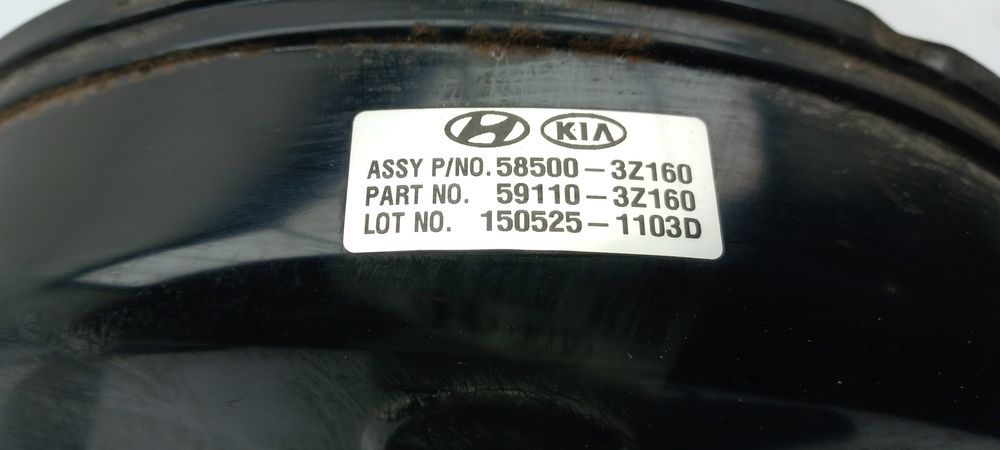 KIA
ASSY P/NO. 58500-3Z160
PART NO. 59110-3Z160
LOT NO. 150525-1103D